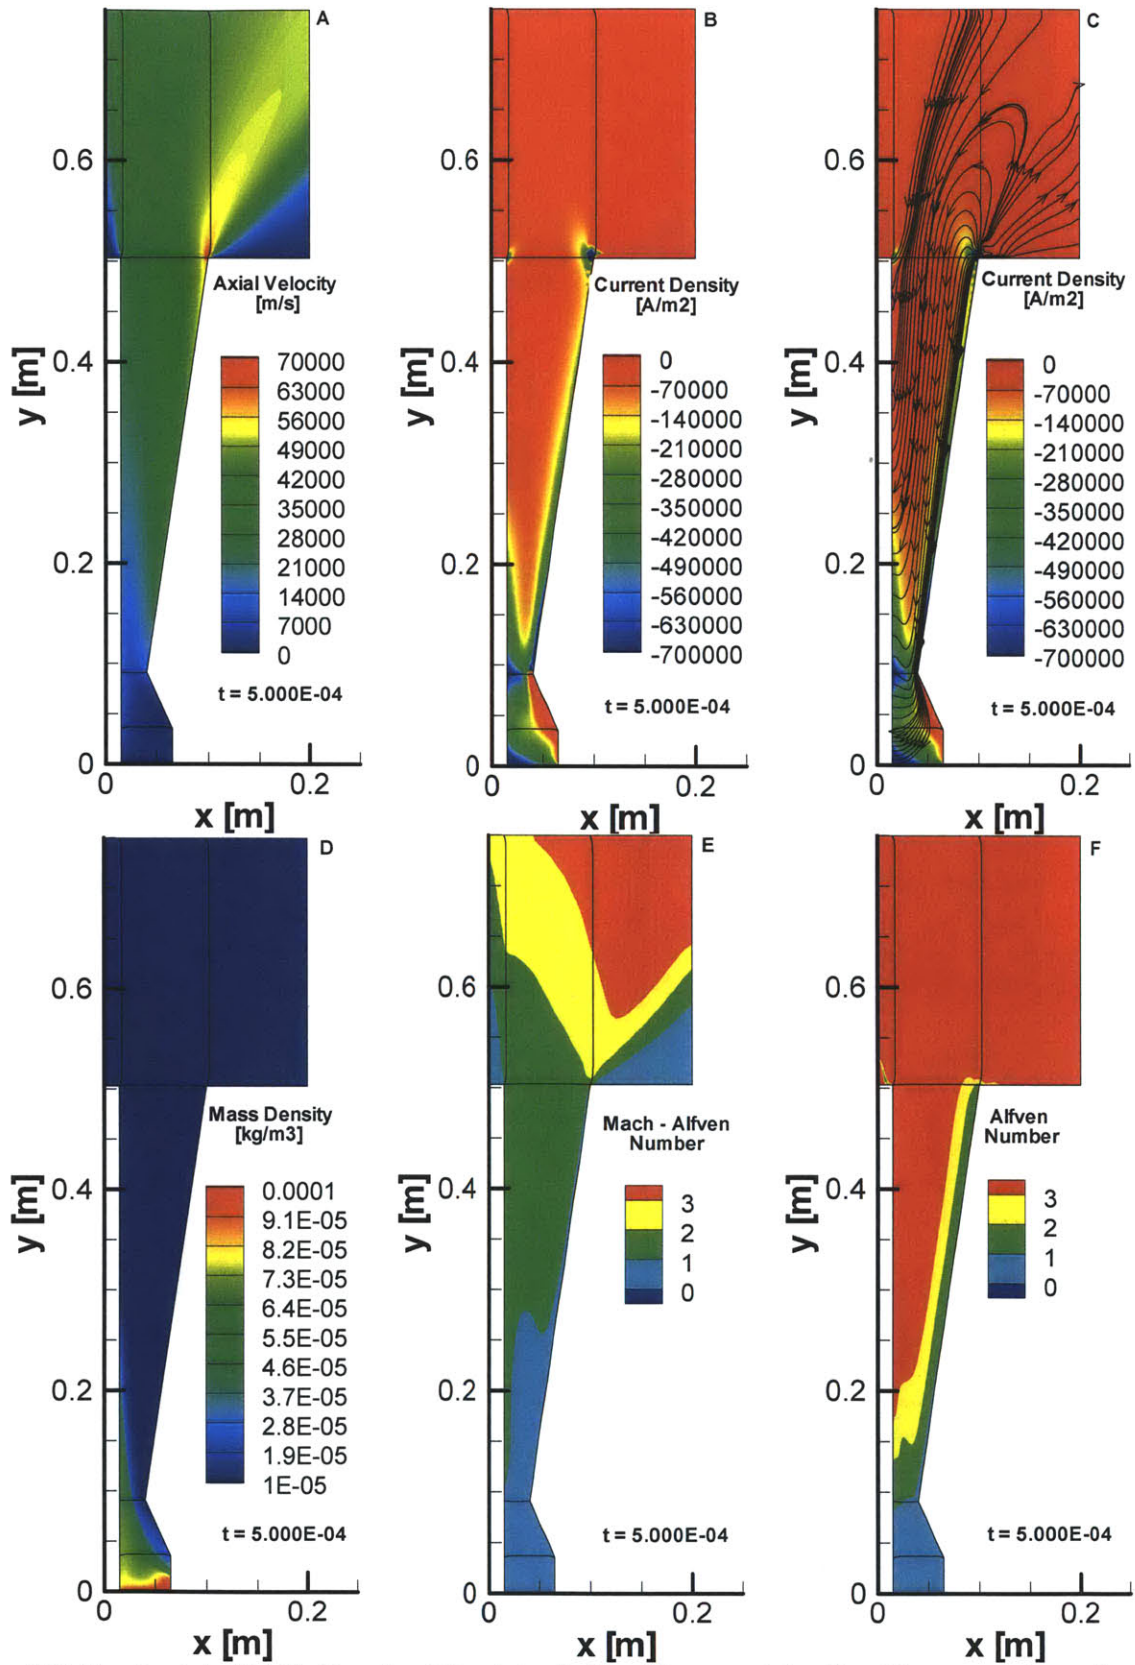 A
0.6
0.4
0.2
0
y [m]
0
0.2
x [m]
Axial Velocity
[m/s]
70000
63000
56000
49000
42000
35000
28000
21000
14000
7000
0
t = 5.000E-04
B
0.6
0.4
0.2
0
y [m]
0
0.2
x [m]
Current Density
[A/m2]
0
-70000
-140000
-210000
-280000
-350000
-420000
-490000
-560000
-630000
-700000
t = 5.000E-04
C
0.6
0.4
0.2
0
y [m]
0
0.2
x [m]
Current Density
[A/m2]
0
-70000
-140000
-210000
-280000
-350000
-420000
-490000
-560000
-630000
-700000
t = 5.000E-04
D
0.6
0.4
0.2
0
y [m]
0
0.2
x [m]
Mass Density
[kg/m3]
0.0001
9.1E-05
8.2E-05
7.3E-05
6.4E-05
5.5E-05
4.6E-05
3.7E-05
2.8E-05
1.9E-05
1E-05
t = 5.000E-04
E
0.6
0.4
0.2
0
y [m]
0
0.2
x [m]
Mach - Alfven
Number
3
2
1
0
t = 5.000E-04
F
0.6
0.4
0.2
0
y [m]
0
0.2
x [m]
Alfven
Number
3
2
1
0
t = 5.000E-04